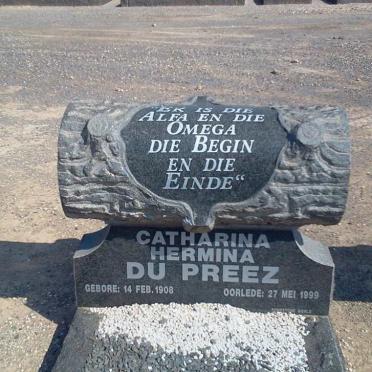 "EK IS DIE
ALFA EN DIE
OMEGA
DIE BEGIN
EN DIE
EINDE"
CATHARINA
HERMINA
DU PREEZ
GEBORE: 14 FEB. 1908 OORLEDE: 27 MEI 1999